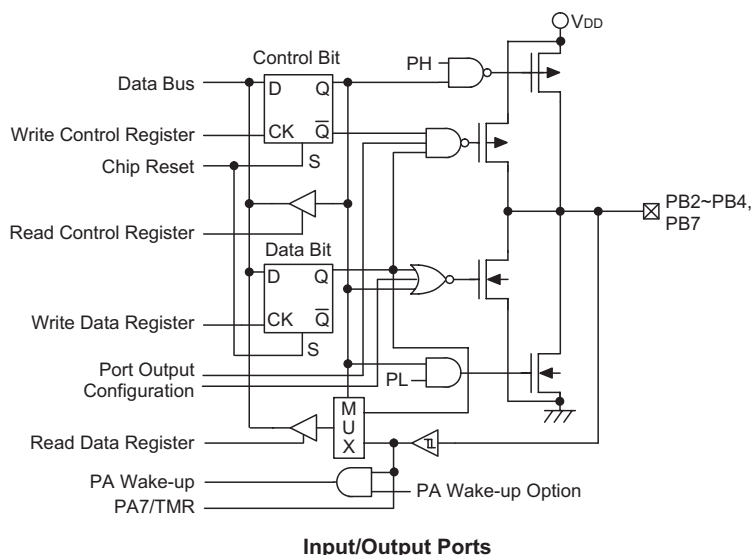 VDD
Control Bit
PH
Data Bus
D Q
Write Control Register
CK Q
Chip Reset
S
PB2~PB4,
PB7
Read Control Register
Data Bit
D Q
CK Q
Write Data Register
S
Port Output
Configuration
PL
M
U
X
Read Data Register
PA Wake-up
PA Wake-up Option
PA7/TMR
Input/Output Ports